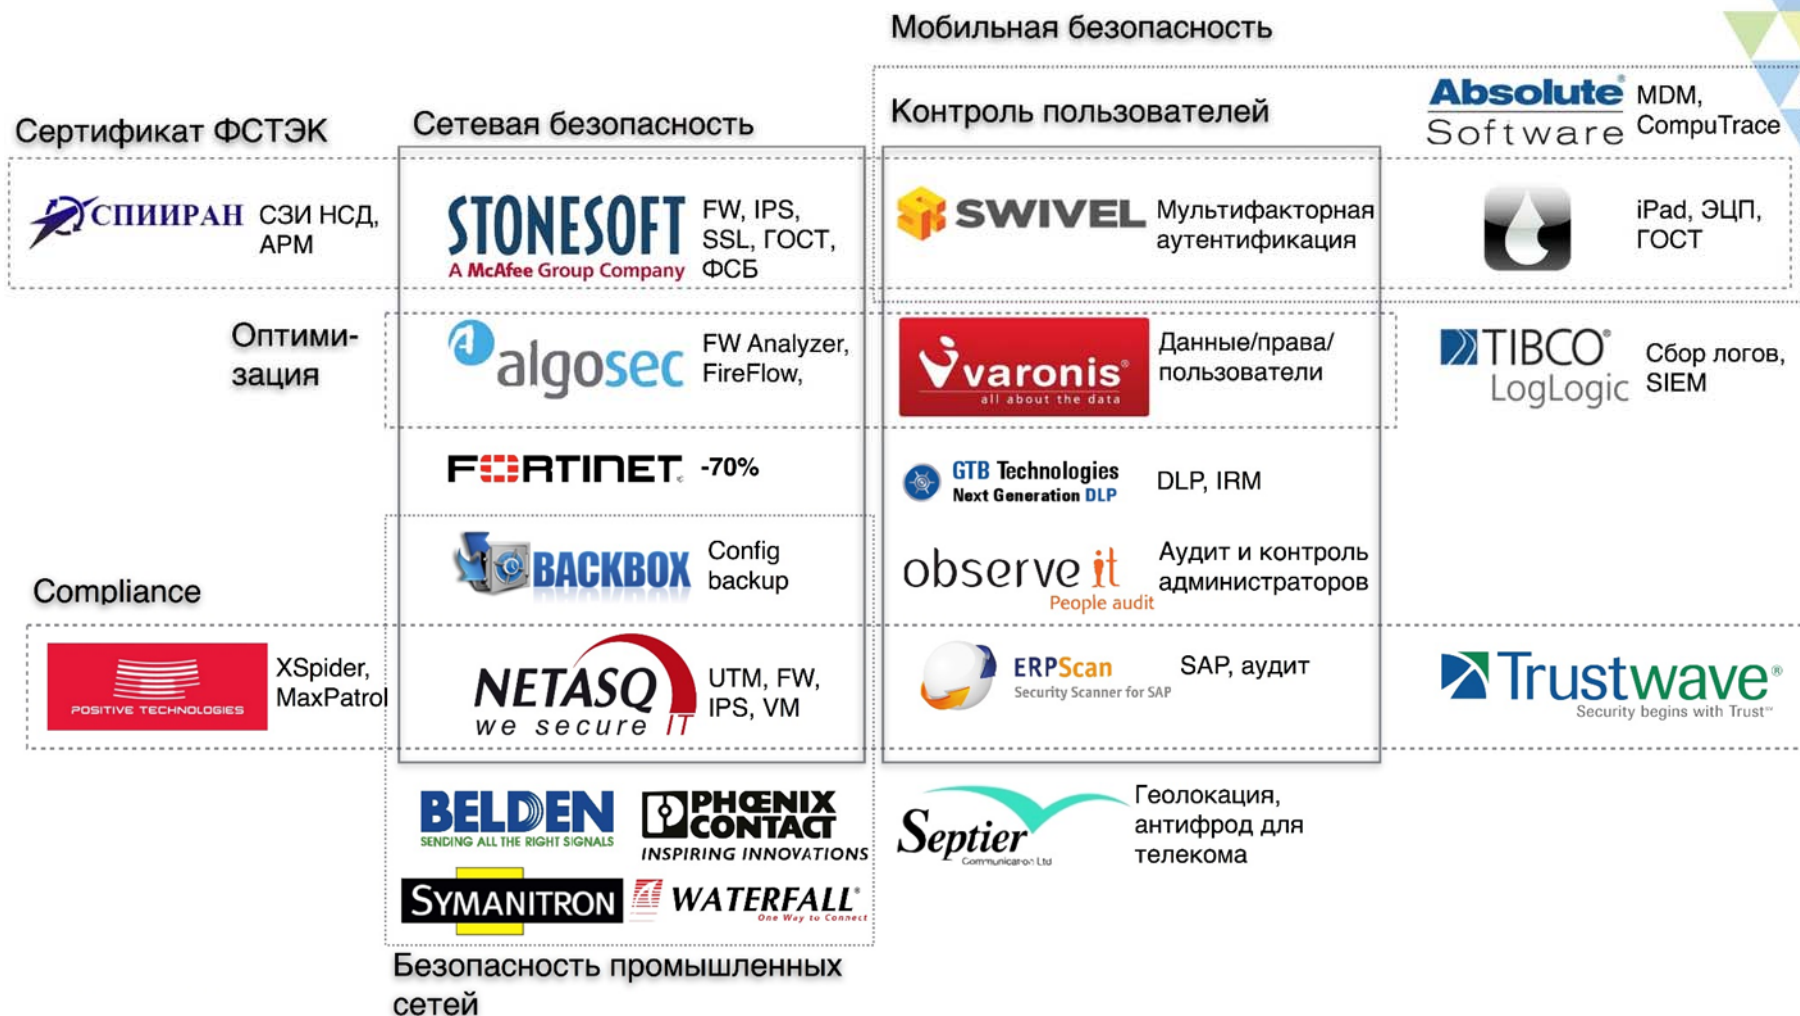 Мобильная безопасность
Сертификат ФСТЭК
Сетевая безопасность
Контроль пользователей
Absolute®
Software
MDM,
CompuTrace
СПИИРАН
СЗИ НСД,
АРМ
STONESOFT
A McAfee Group Company
FW, IPS,
SSL, ГОСТ,
ФСБ
SWIVEL
Мультифакторная
аутентификация
iPad, ЭЦП,
ГОСТ
Оптими-
зация
algosec
FW Analyzer,
FireFlow,
varonis®
all about the data
Данные/права/
пользователи
TIBCO®
LogLogic
Сбор логов,
SIEM
FORTINET
-70%
GTB Technologies
Next Generation DLP
DLP, IRM
BACKBOX
Config
backup
observe it
People audit
Аудит и контроль
администраторов
Compliance
POSITIVE TECHNOLOGIES
XSpider,
MaxPatrol
NETASQ
we secure IT
UTM, FW,
IPS, VM
ERPScan
Security Scanner for SAP
SAP, аудит
Trustwave®
Security begins with Trust℠
BELDEN
SENDING ALL THE RIGHT SIGNALS
PHŒNIX
CONTACT
INSPIRING INNOVATIONS
SYMANITRON
WATERFALL®
One Way to Connect
Septier
Communication Ltd
Геолокация,
антифрод для
телекома
Безопасность промышленных
сетей